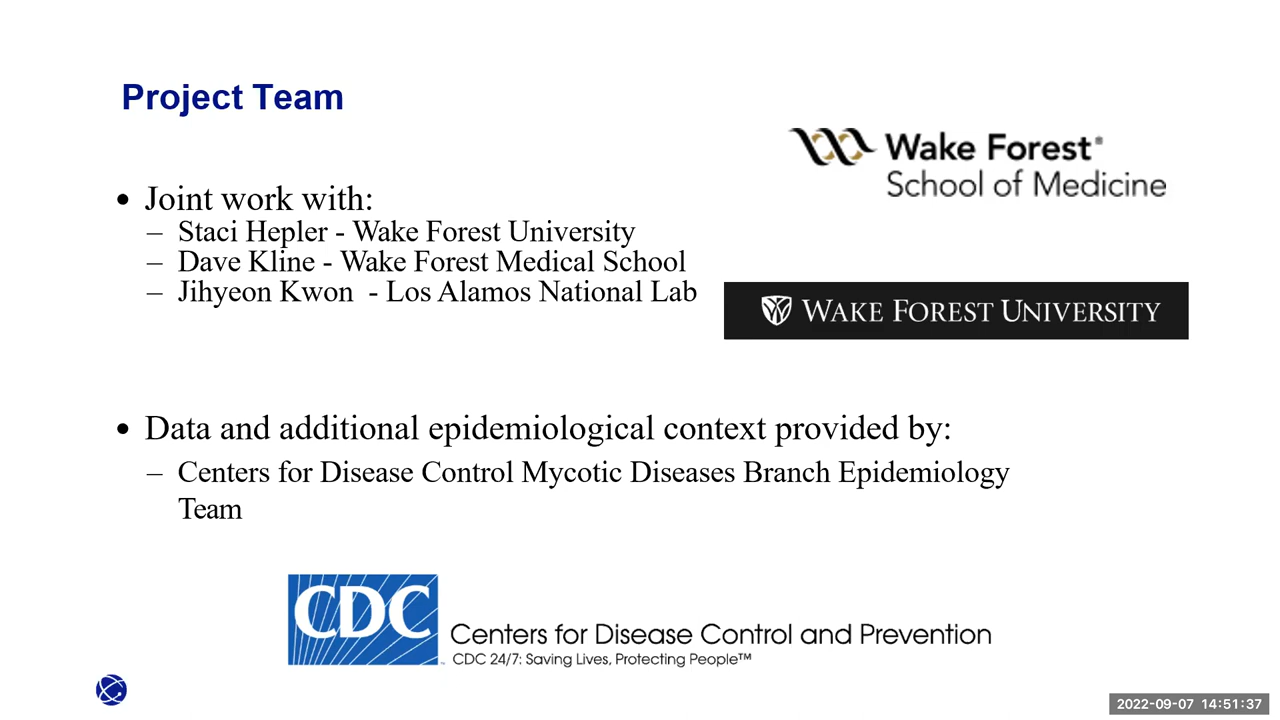 Project Team
Wake Forest®
School of Medicine
• Joint work with:
– Staci Hepler - Wake Forest University
– Dave Kline - Wake Forest Medical School
– Jihyeon Kwon - Los Alamos National Lab
WAKE FOREST UNIVERSITY
• Data and additional epidemiological context provided by:
– Centers for Disease Control Mycotic Diseases Branch Epidemiology
Team
CDC
Centers for Disease Control and Prevention
CDC 24/7: Saving Lives, Protecting People™
2022-09-07 14:51:37